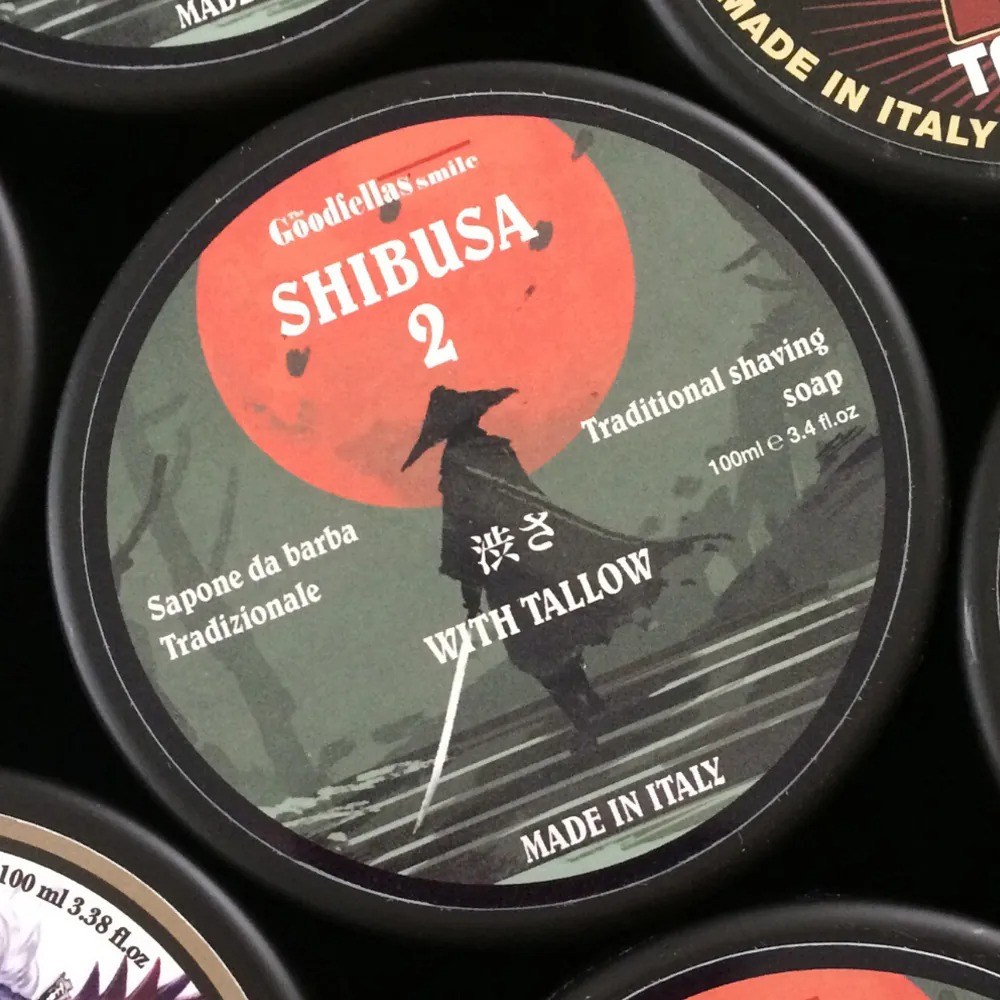 MADE
MADE IN ITALY
The
Goodfellas smile
SHIBUSA
2
Traditional shaving
soap
100ml e 3.4 fl.oz
Sapone da barba
Tradizionale
渋さ
WITH TALLOW
MADE IN ITALY
100 ml 3.38 fl.oz